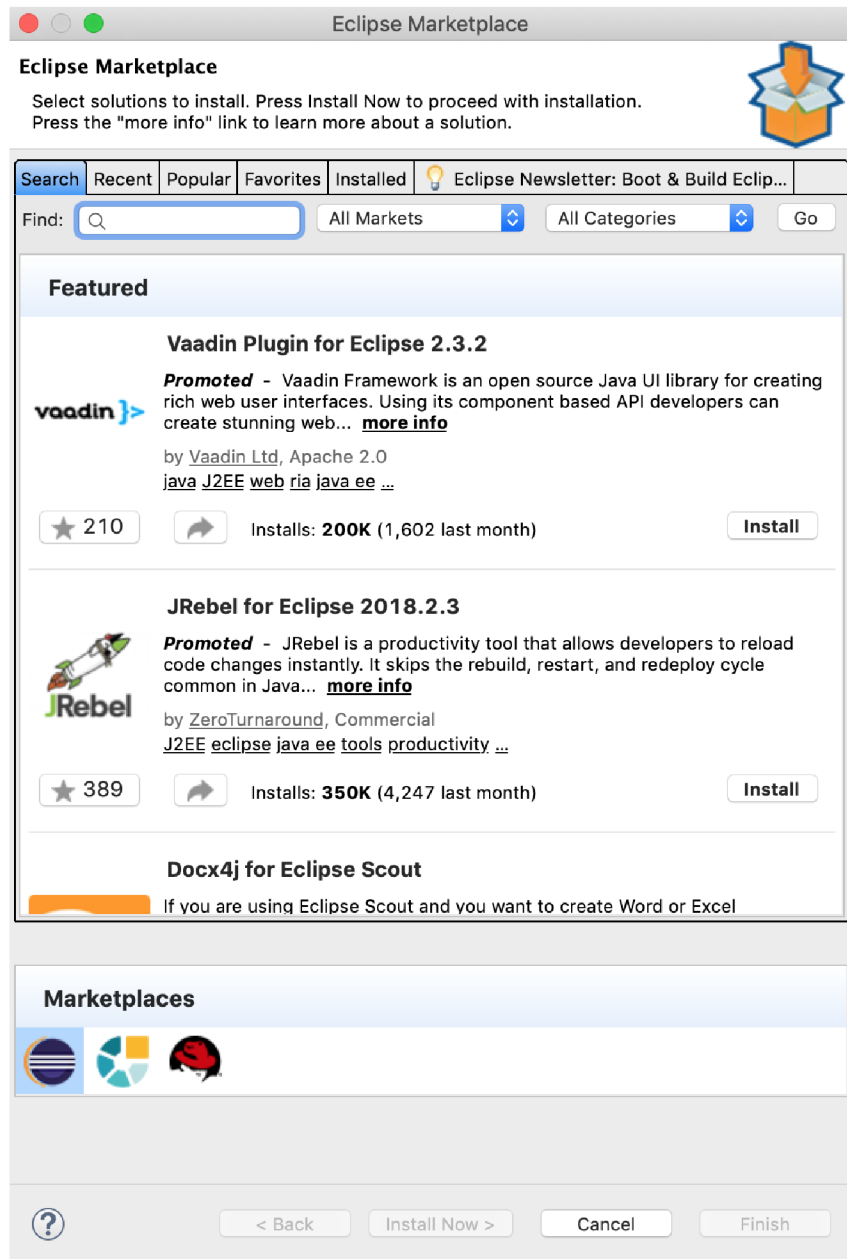 Eclipse Marketplace
Eclipse Marketplace
Select solutions to install. Press Install Now to proceed with installation.
Press the "more info" link to learn more about a solution.
Search Recent Popular Favorites Installed Eclipse Newsletter: Boot & Build Eclip...
Find: All Markets All Categories Go
Featured
Vaadin Plugin for Eclipse 2.3.2
Promoted - Vaadin Framework is an open source Java UI library for creating
rich web user interfaces. Using its component based API developers can
create stunning web... more info
vaadin }>
by Vaadin Ltd, Apache 2.0
java J2EE web ria java ee ...
210 Installs: 200K (1,602 last month) Install
JRebel for Eclipse 2018.2.3
Promoted - JRebel is a productivity tool that allows developers to reload
code changes instantly. It skips the rebuild, restart, and redeploy cycle
common in Java... more info
JRebel
by ZeroTurnaround, Commercial
J2EE eclipse java ee tools productivity ...
389 Installs: 350K (4,247 last month) Install
Docx4j for Eclipse Scout
If you are using Eclipse Scout and you want to create Word or Excel
Marketplaces
? < Back Install Now > Cancel Finish